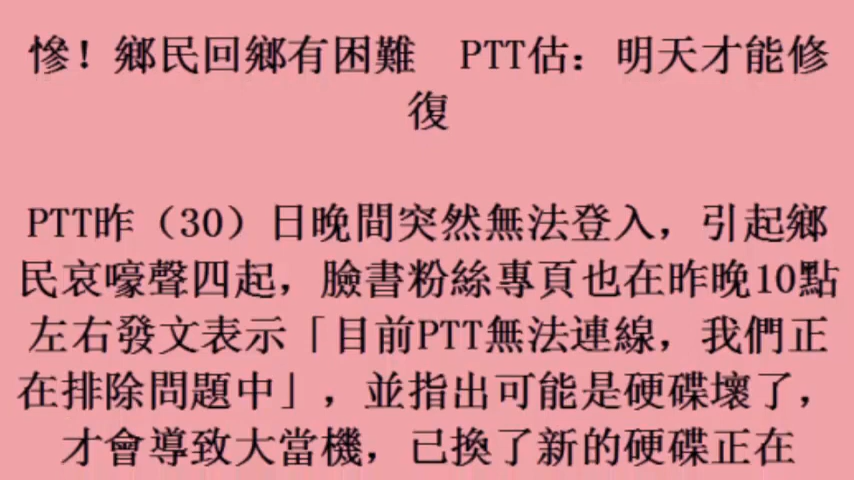 慘！鄉民回鄉有困難　PTT估：明天才能修
復
PTT昨（30）日晚間突然無法登入，引起鄉
民哀嚎聲四起，臉書粉絲專頁也在昨晚10點
左右發文表示「目前PTT無法連線，我們正
在排除問題中」，並指出可能是硬碟壞了，
才會導致大當機，已換了新的硬碟正在